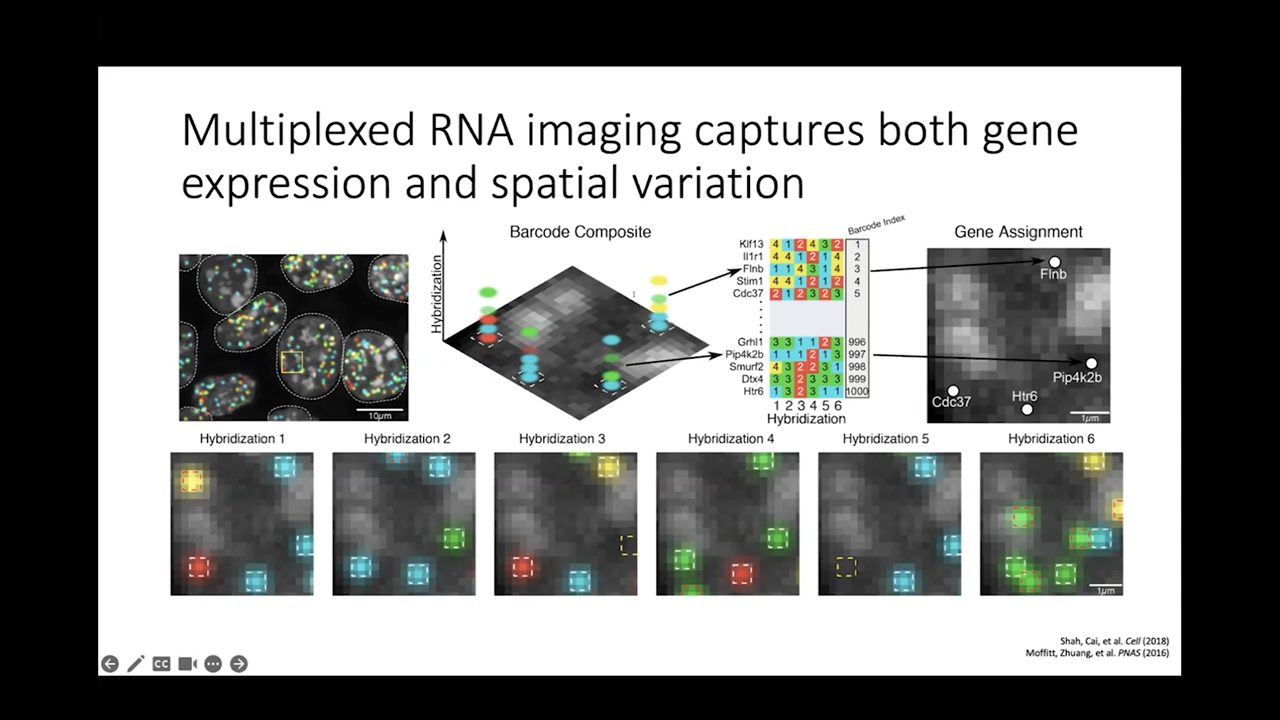 Multiplexed RNA imaging captures both gene
expression and spatial variation
10µm
Barcode Composite
Hybridization
Barcode Index
Klf13 4 1 2 4 3 2 1
Il1r1 4 4 1 2 1 4 2
Flnb 1 1 4 3 1 4 3
Stim1 4 4 1 2 1 2 4
Cdc37 2 1 2 3 2 3 5
Grhl1 3 3 1 1 2 3 996
Pip4k2b 1 1 1 2 1 3 997
Smurf2 4 3 2 2 3 1 998
Dtx4 3 3 2 3 3 3 999
Htr6 1 3 2 3 1 1 1000
1 2 3 4 5 6
Hybridization
Gene Assignment
Flnb
Pip4k2b
Cdc37
Htr6
1µm
Hybridization 1
Hybridization 2
Hybridization 3
Hybridization 4
Hybridization 5
Hybridization 6
1µm
Shah, Cai, et al. Cell (2018)
Moffitt, Zhuang, et al. PNAS (2016)
CC